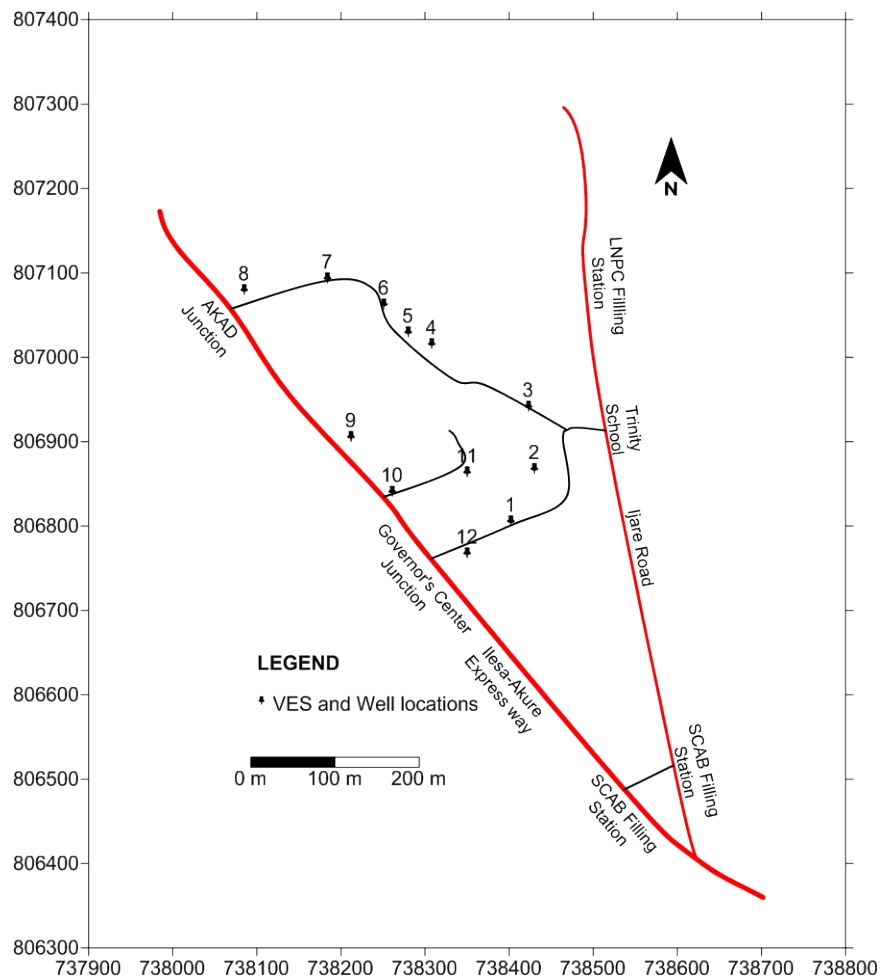 807400
807300
807200
807100
807000
806900
806800
806700
806600
806500
806400
806300
737900
738000
738100
738200
738300
738400
738500
738600
738700
738800
N
LNPC Fillling
Station
8
7
6
5
4
3
AKAD
Junction
Trinity
School
9
2
11
10
1
12
Ijare Road
Governor's Center
Junction
LEGEND
VES and Well locations
Ilesa-Akure
Express way
0 m
100 m
200 m
SCAB Filling
Station
SCAB Filling
Station